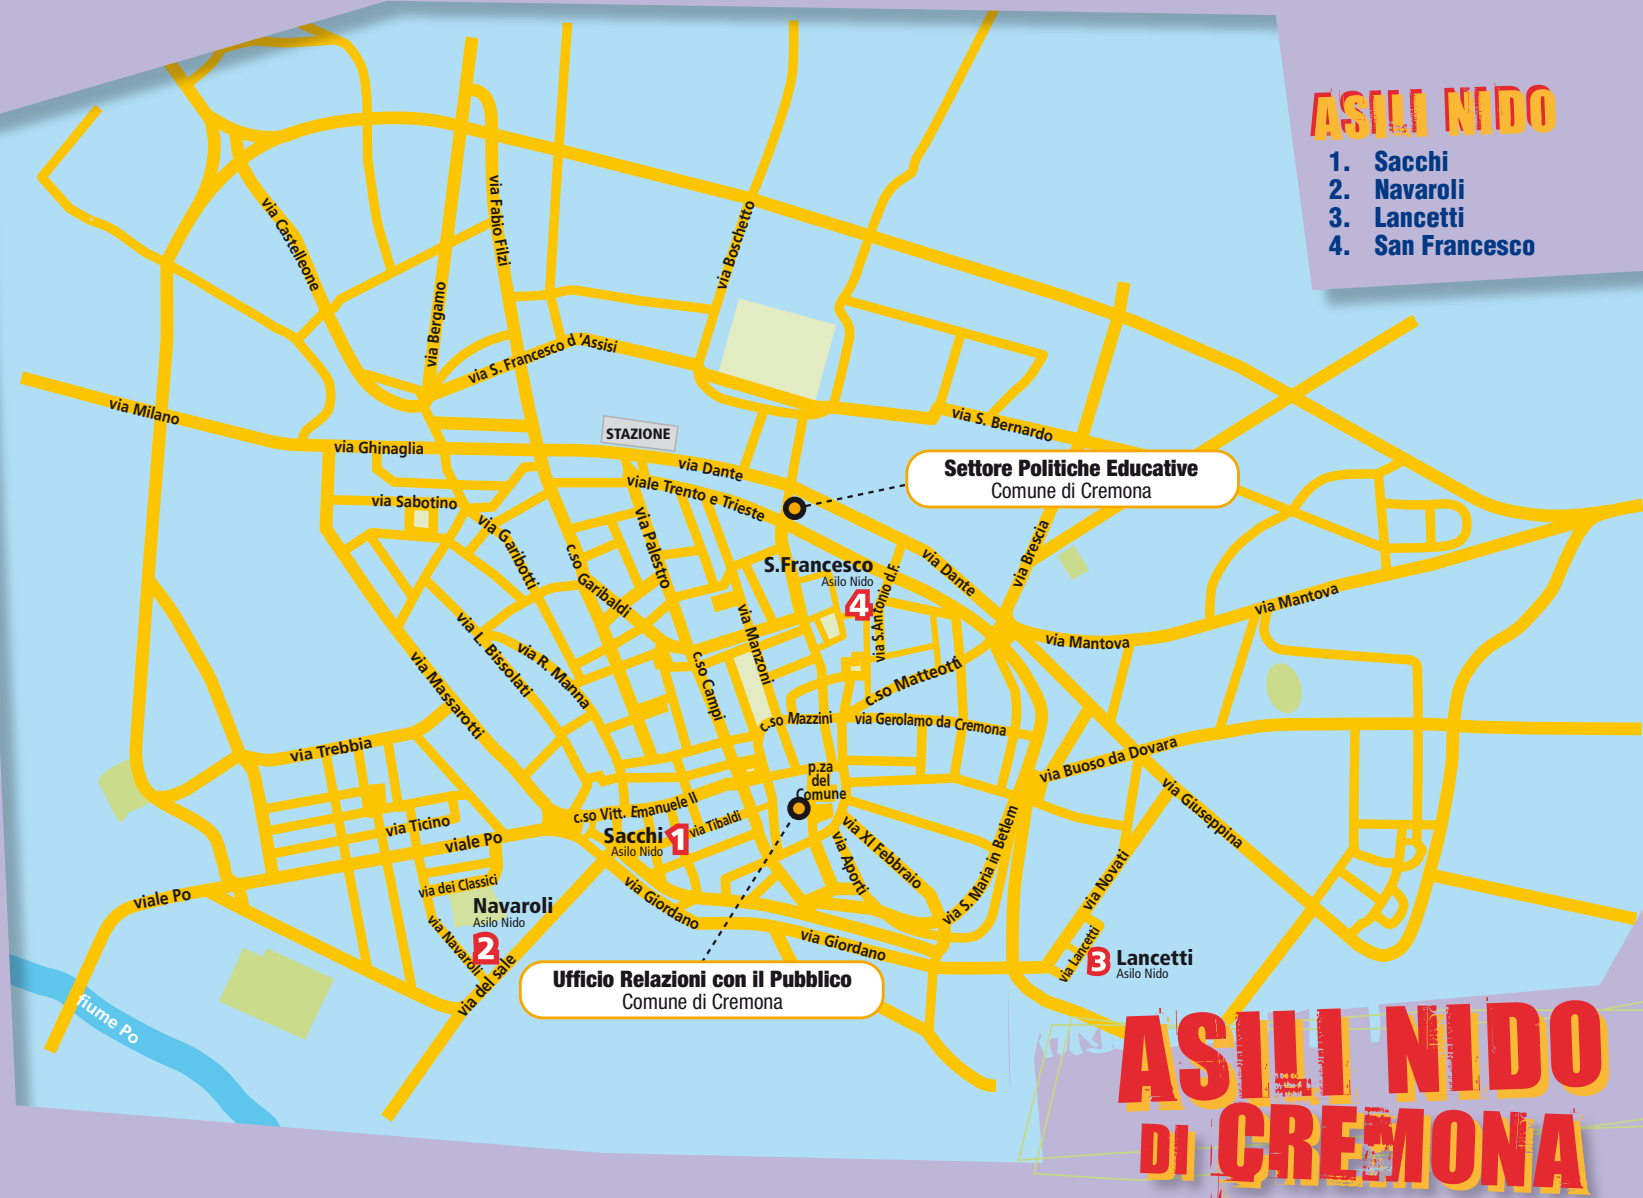 ASILI NIDO
1. Sacchi
2. Navaroli
3. Lancetti
4. San Francesco
via Castelleone
via Fabio Filzi
via Bergamo
via Boschetto
via S. Francesco d 'Assisi
via Milano
via Ghinaglia
STAZIONE
via Dante
via S. Bernardo
Settore Politiche Educative
Comune di Cremona
viale Trento e Trieste
via Sabotino
via Garibotti
c.so Garibaldi
via Palestro
S.Francesco
Asilo Nido
4
via S.Antonio d.F.
via Dante
via Brescia
via Mantova
via Mantova
via L. Bissolati
via R. Manna
via Massarotti
c.so Campi
via Manzoni
c.so Matteotti
c.so Mazzini
via Gerolamo da Cremona
via Trebbia
via Buoso da Dovara
p.za
del
Comune
via Giuseppina
c.so Vitt. Emanuele II
via Tibaldi
Sacchi
Asilo Nido
1
via Ticino
viale Po
viale Po
via XI Febbraio
via Aporti
via S. Maria in Betlem
via Novati
via dei Classici
via Giordano
via Giordano
Navaroli
Asilo Nido
2
via Navaroli
via del sale
via Lancetti
3
Lancetti
Asilo Nido
Ufficio Relazioni con il Pubblico
Comune di Cremona
fiume Po
ASILI NIDO
DI CREMONA